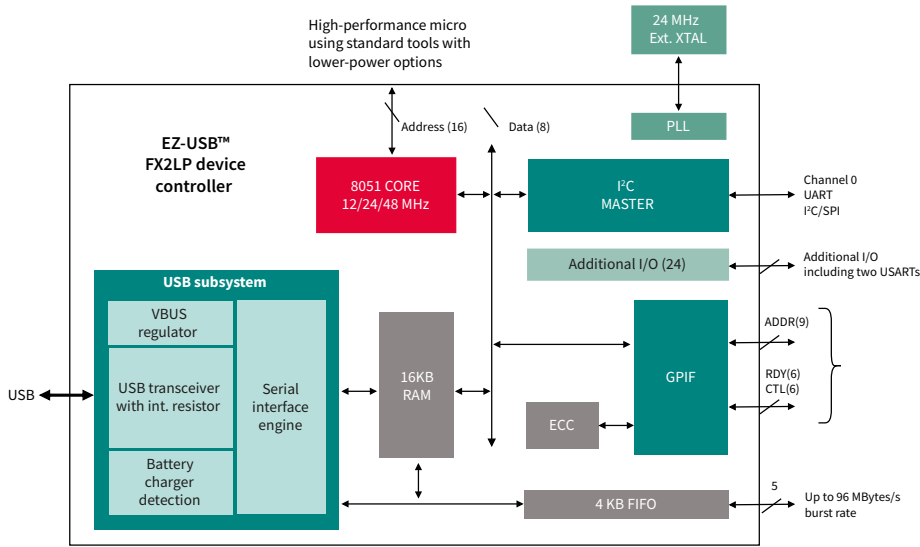 High-performance micro
using standard tools with
lower-power options
24 MHz
Ext. XTAL
EZ-USB™
FX2LP device
controller
Address (16)
Data (8)
PLL
8051 CORE
12/24/48 MHz
I²C
MASTER
Channel 0
UART
I²C/SPI
Additional I/O (24)
Additional I/O
including two USARTs
USB subsystem
VBUS
regulator
USB transceiver
with int. resistor
Battery
charger
detection
Serial
interface
engine
USB
16KB
RAM
GPIF
ECC
ADDR(9)
RDY(6)
CTL(6)
4 KB FIFO
5
Up to 96 MBytes/s
burst rate